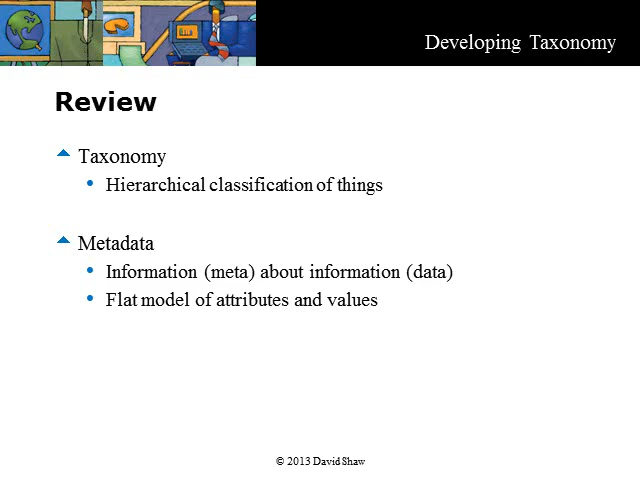 Developing Taxonomy
Review
Taxonomy
Hierarchical classification of things
Metadata
Information (meta) about information (data)
Flat model of attributes and values
© 2013 David Shaw